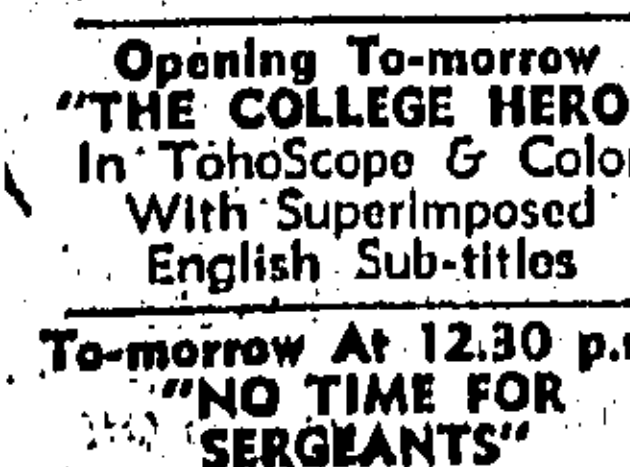 Opening To-morrow
"THE COLLEGE HERO
In TohoScope & Color
With Superimposed
English Sub-titles
To-morrow At 12.30 p.
"NO TIME FOR
SERGEANTS"